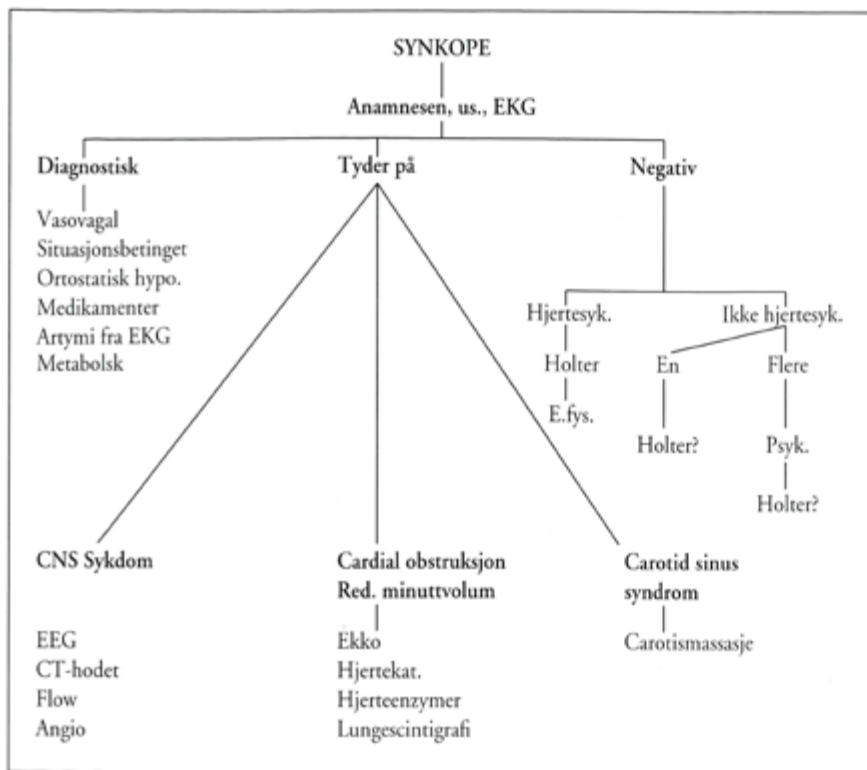 SYNKOPE
Anamnesen, us., EKG
Diagnostisk
Tyder på
Negativ
Vasovagal
Situasjonsbetinget
Ortostatisk hypo.
Medikamenter
Artymi fra EKG
Metabolsk
Hjertesyk.
Ikke hjertesyk.
Holter
En
Flere
E.fys.
Holter?
Psyk.
Holter?
CNS Sykdom
Cardial obstruksjon
Red. minuttvolum
Carotid sinus
syndrom
EEG
CT-hodet
Flow
Angio
Ekko
Hjertekat.
Hjerteenzymer
Lungescintigrafi
Carotismassasje